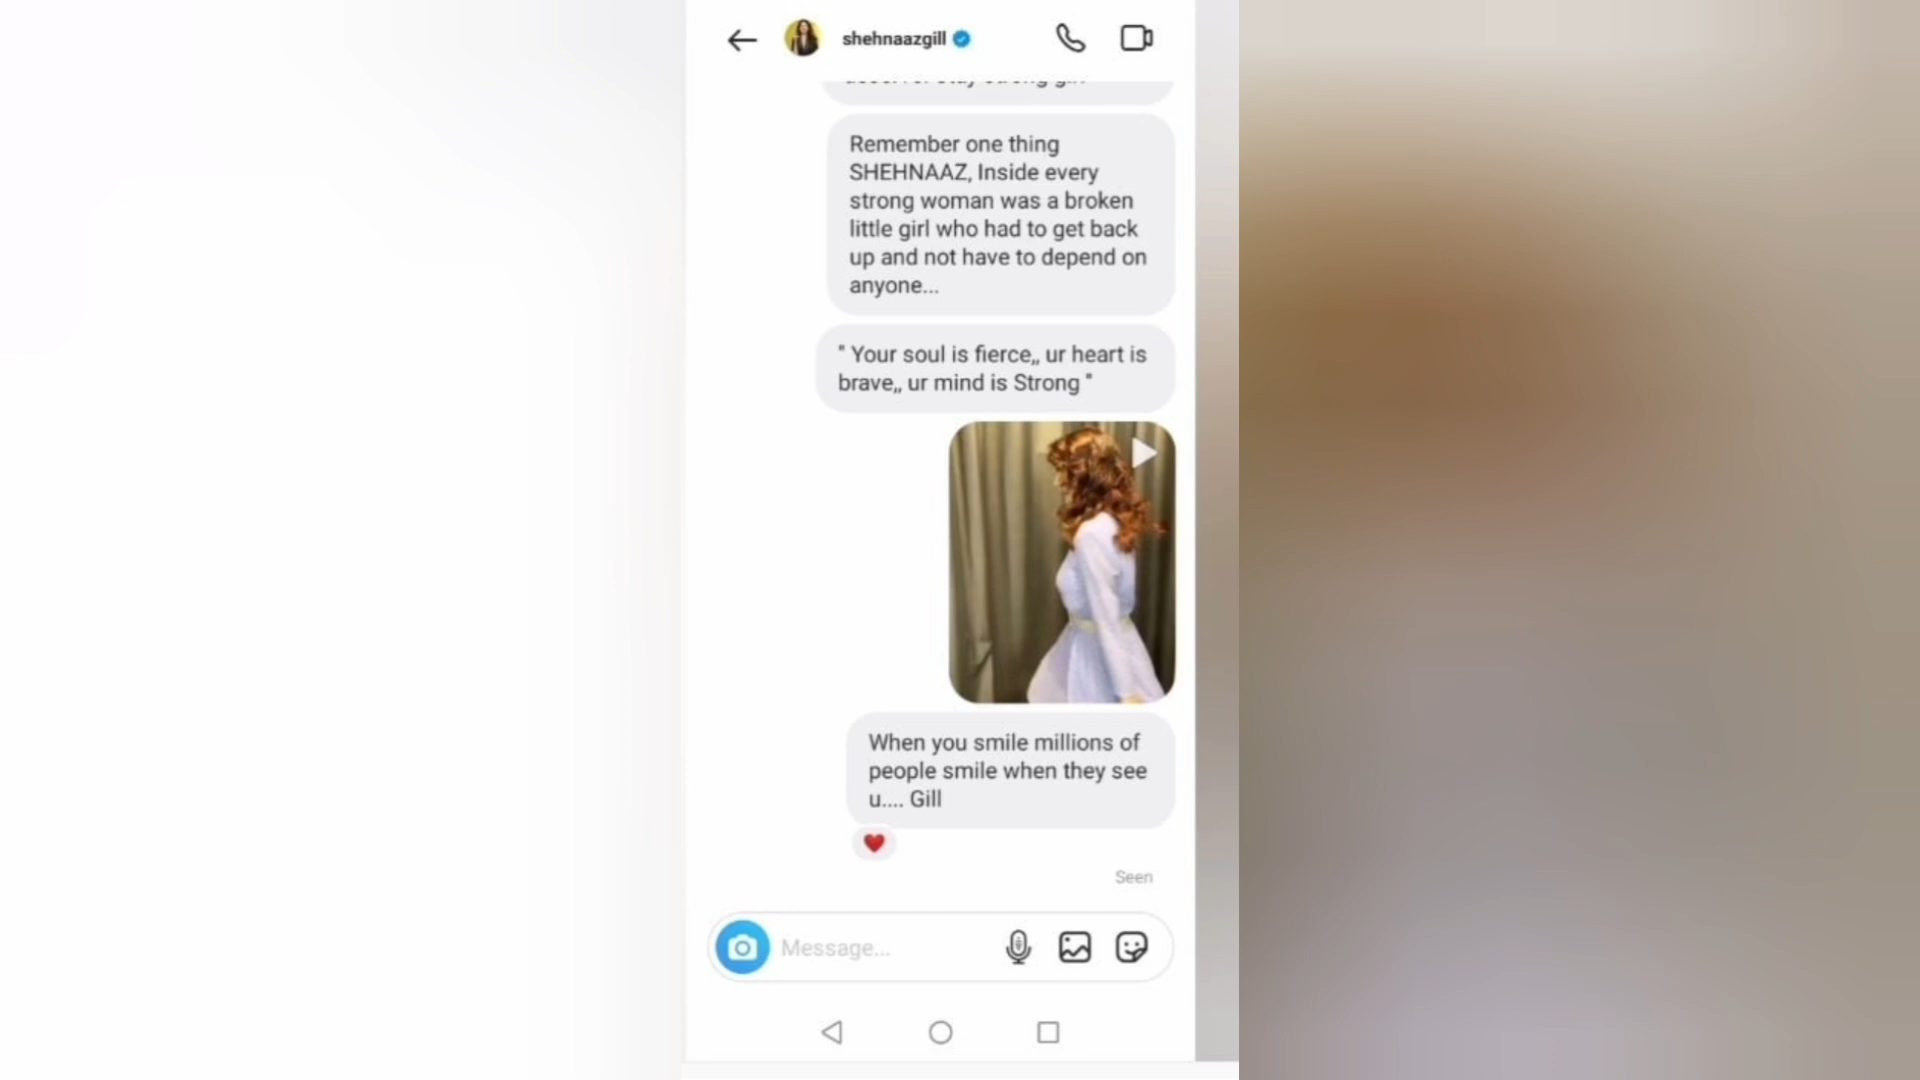 shehnaazgill
Remember one thing
SHEHNAAZ, Inside every
strong woman was a broken
little girl who had to get back
up and not have to depend on
anyone...
" Your soul is fierce,, ur heart is
brave,, ur mind is Strong "
When you smile millions of
people smile when they see
u.... Gill
Seen
Message...